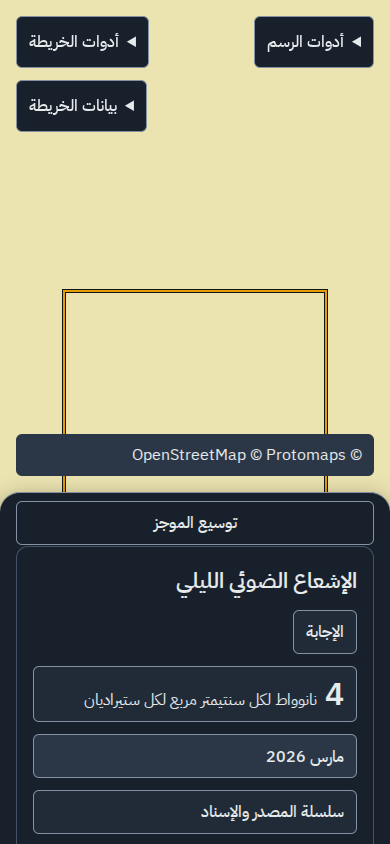 أدوات الرسم
أدوات الخريطة
بيانات الخريطة
© OpenStreetMap © Protomaps
توسيع الموجز
الإشعاع الضوئي الليلي
الإجابة
4 نانوواط لكل سنتيمتر مربع لكل ستيراديان
مارس 2026
سلسلة المصدر والإسناد